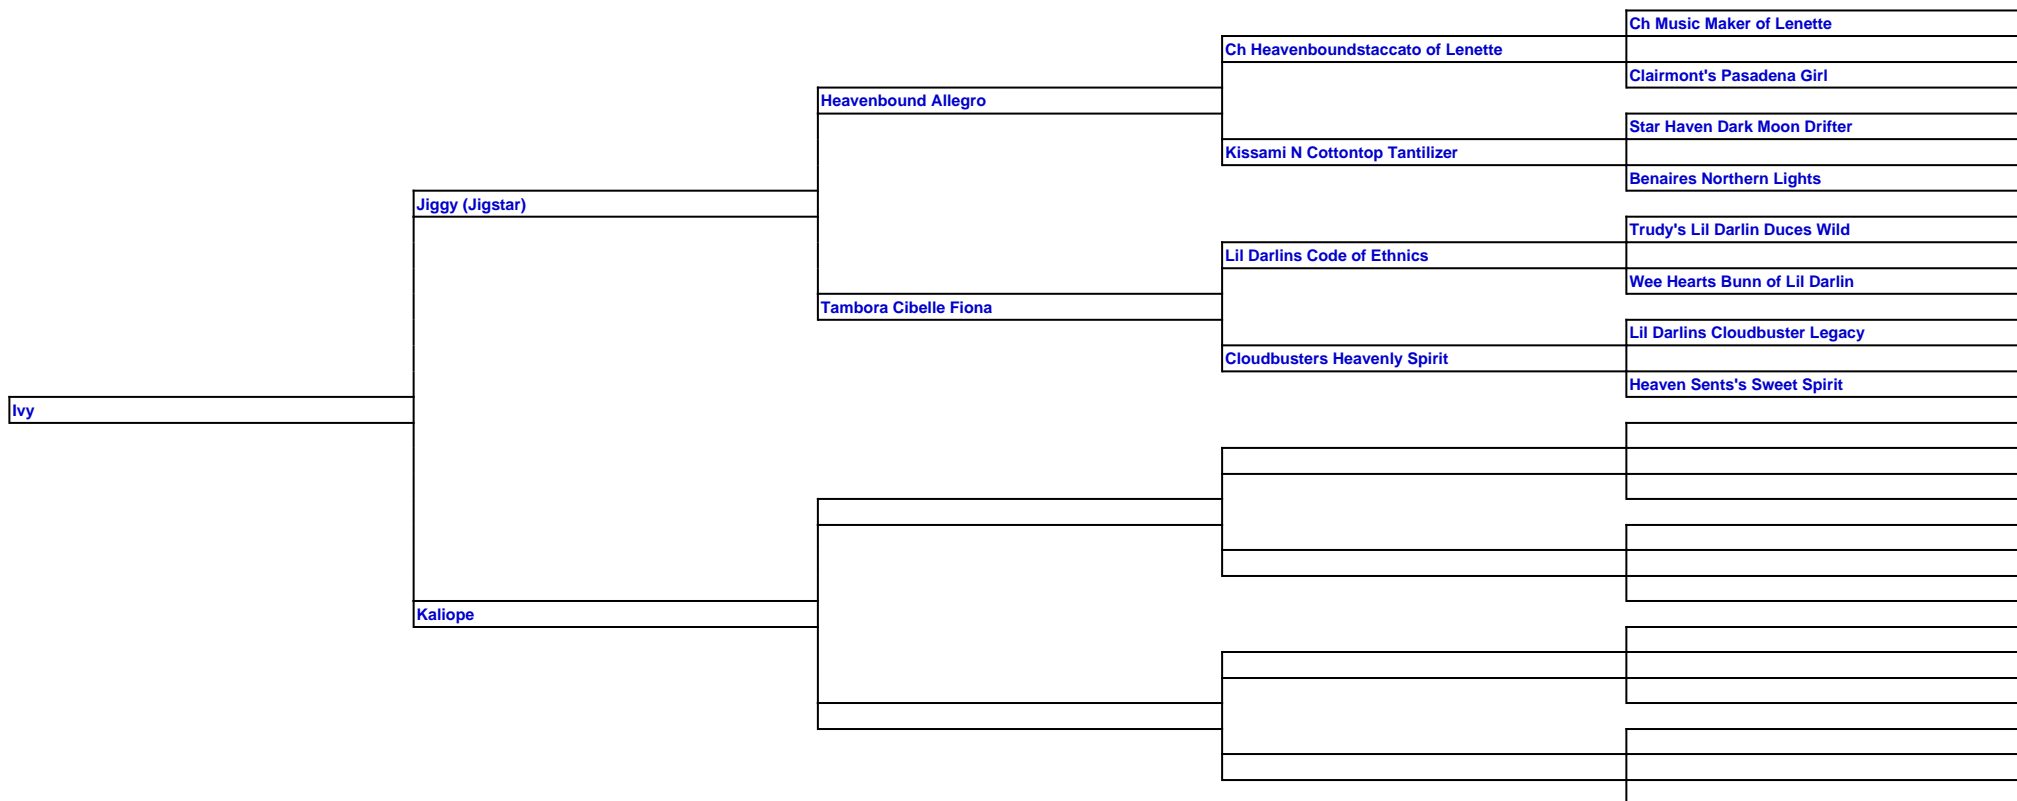 Ch Music Maker of Lenette
Ch Heavenboundstaccato of Lenette
Clairmont's Pasadena Girl
Heavenbound Allegro
Star Haven Dark Moon Drifter
Kissami N Cottontop Tantilizer
Benaires Northern Lights
Jiggy (Jigstar)
Trudy's Lil Darlin Duces Wild
Lil Darlins Code of Ethnics
Wee Hearts Bunn of Lil Darlin
Tambora Cibelle Fiona
Lil Darlins Cloudbuster Legacy
Cloudbusters Heavenly Spirit
Heaven Sents's Sweet Spirit
Ivy
Kaliope